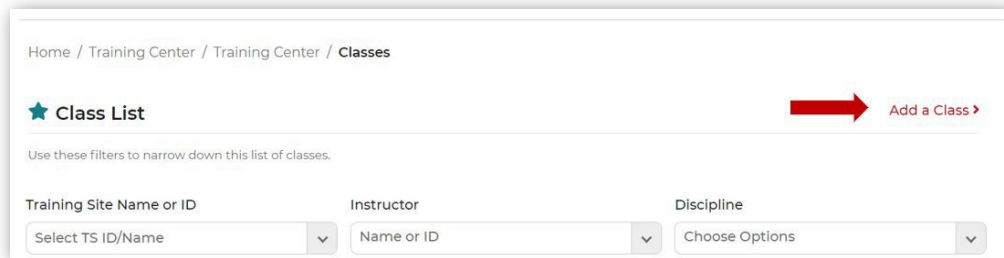 Home / Training Center / Training Center / Classes
Class List
Add a Class >
Use these filters to narrow down this list of classes.
Training Site Name or ID
Instructor
Discipline
Select TS ID/Name
Name or ID
Choose Options